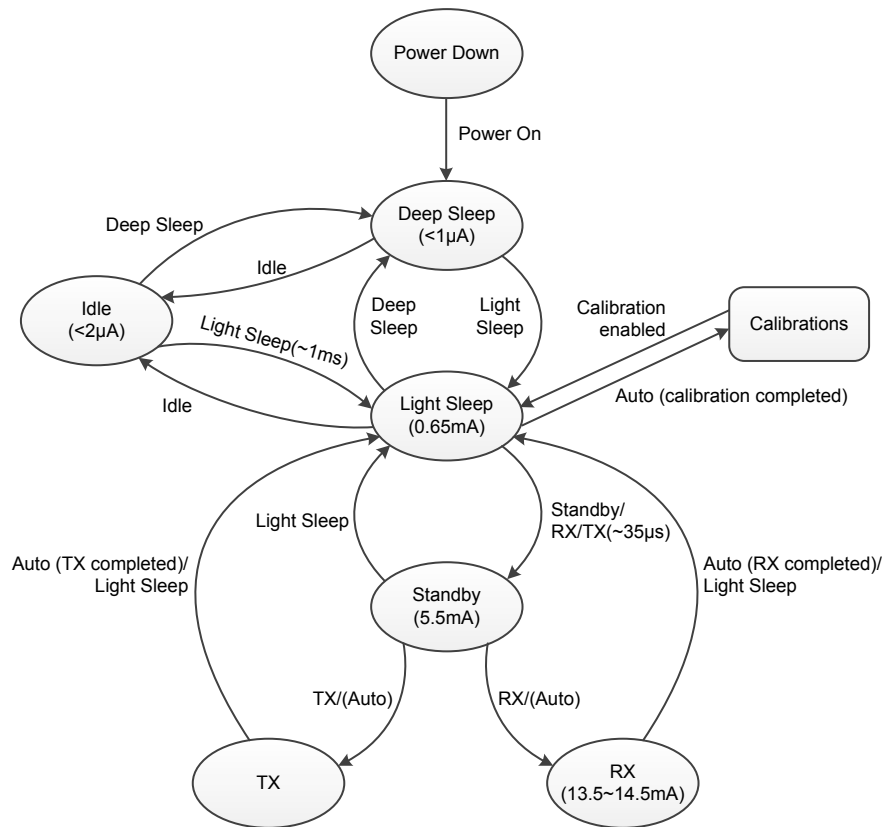 Power Down
Power On
Deep Sleep
Deep Sleep
(<1µA)
Idle
Idle
(<2µA)
Deep
Sleep
Light
Sleep
Calibration
enabled
Calibrations
Light Sleep(~1ms)
Auto (calibration completed)
Idle
Light Sleep
(0.65mA)
Light Sleep
Standby/
RX/TX(~35µs)
Auto (TX completed)/
Light Sleep
Auto (RX completed)/
Light Sleep
Standby
(5.5mA)
TX/(Auto)
RX/(Auto)
TX
RX
(13.5~14.5mA)